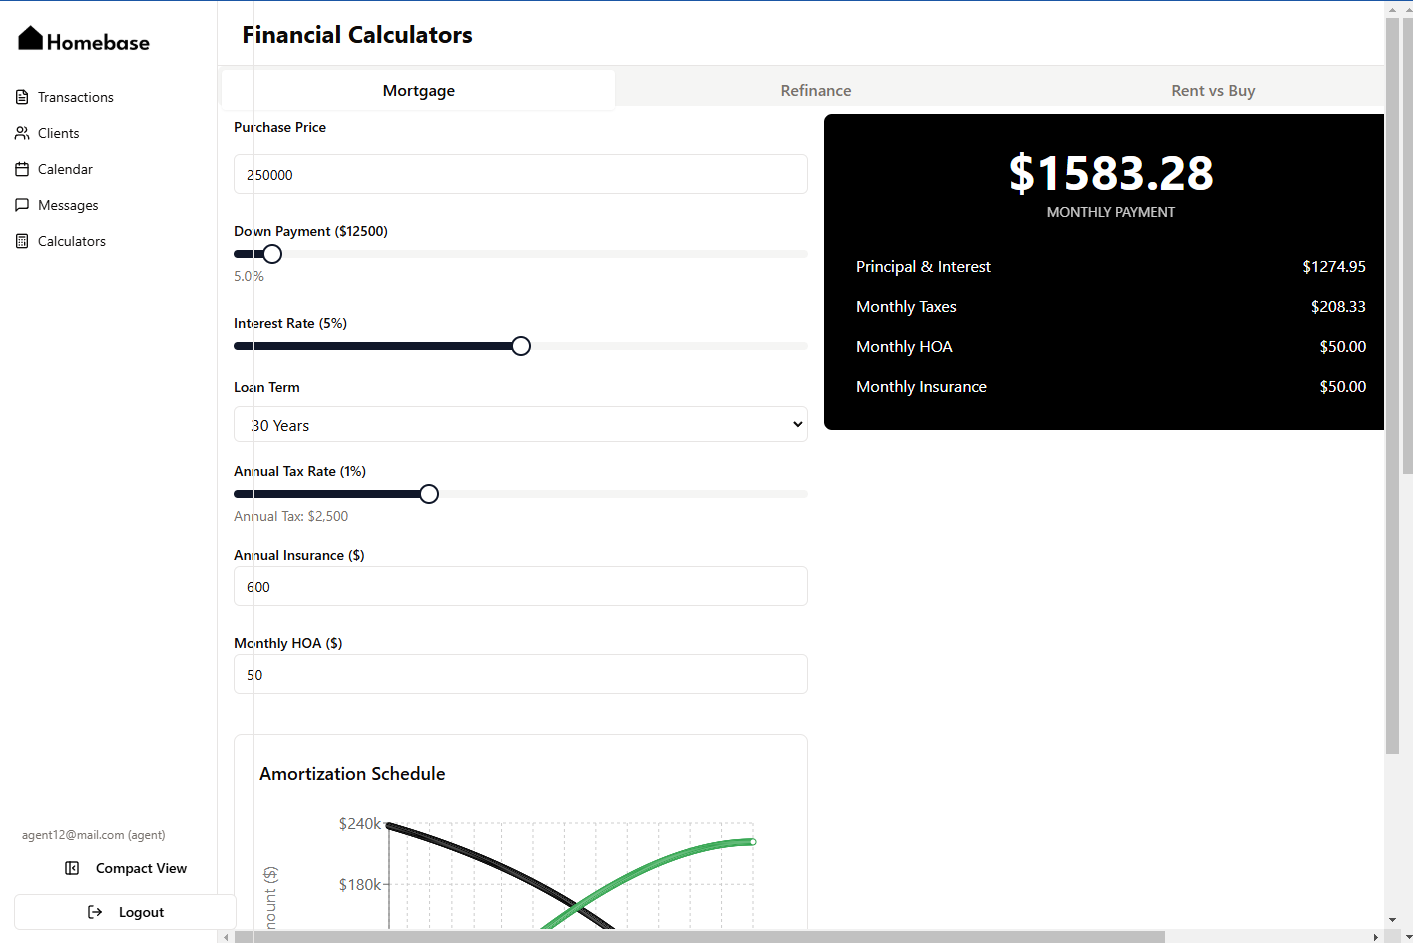 Homebase
Financial Calculators
Transactions
Clients
Calendar
Messages
Calculators
Mortgage
Refinance
Rent vs Buy
Purchase Price
250000
Down Payment ($12500)
5.0%
Interest Rate (5%)
Loan Term
30 Years
Annual Tax Rate (1%)
Annual Tax: $2,500
Annual Insurance ($)
600
Monthly HOA ($)
50
$1583.28
MONTHLY PAYMENT
Principal & Interest $1274.95
Monthly Taxes $208.33
Monthly HOA $50.00
Monthly Insurance $50.00
Amortization Schedule
$240k
$180k
agent12@mail.com (agent)
Compact View
Logout